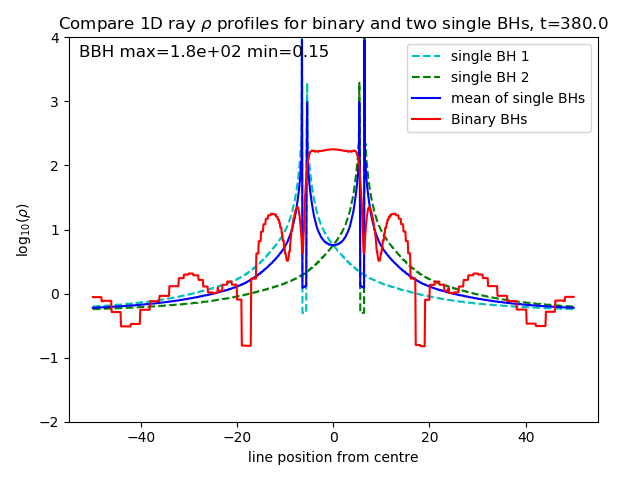 Compare 1D ray ρ profiles for binary and two single BHs, t=380.0
BBH max=1.8e+02 min=0.15
single BH 1
single BH 2
mean of single BHs
Binary BHs
log₁₀(ρ)
4
3
2
1
0
−1
−2
−40 −20 0 20 40
line position from centre